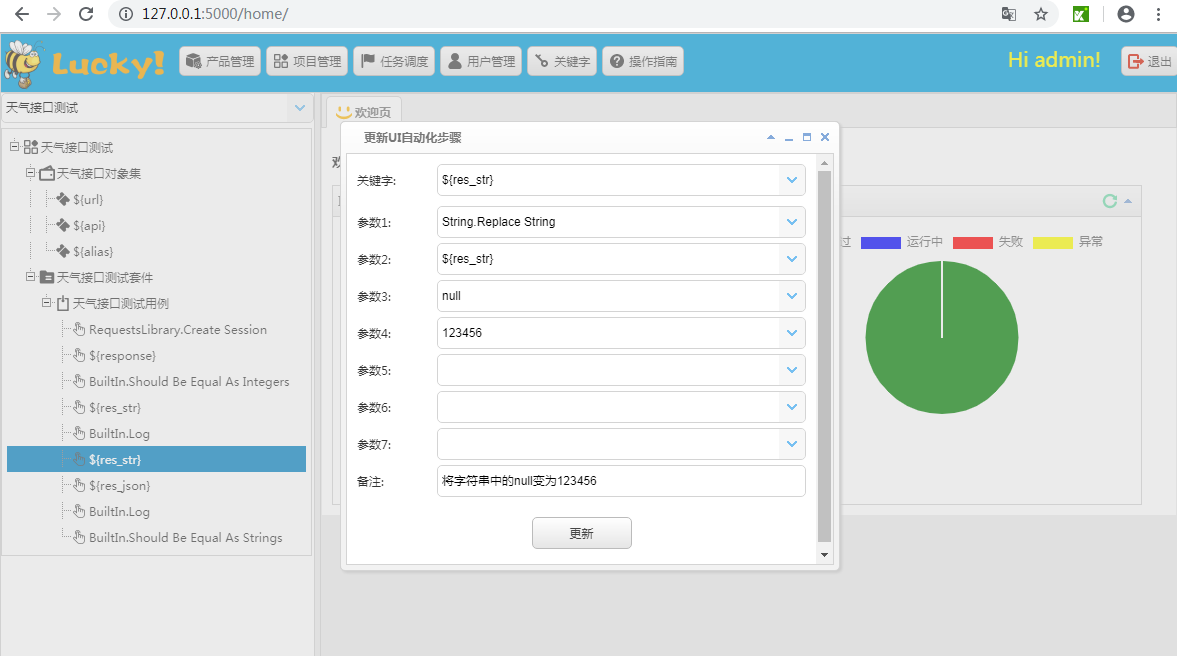 127.0.0.1:5000/home/
Lucky!
产品管理
项目管理
任务调度
用户管理
关键字
操作指南
Hi admin!
退出
天气接口测试
天气接口测试
天气接口对象集
${url}
${api}
${alias}
天气接口测试套件
天气接口测试用例
RequestsLibrary.Create Session
${response}
BuiltIn.Should Be Equal As Integers
${res_str}
BuiltIn.Log
${res_str}
${res_json}
BuiltIn.Log
BuiltIn.Should Be Equal As Strings
欢迎页
更新UI自动化步骤
关键字: ${res_str}
参数1: String.Replace String
参数2: ${res_str}
参数3: null
参数4: 123456
参数5:
参数6:
参数7:
备注: 将字符串中的null变为123456
更新
过 运行中 失败 异常